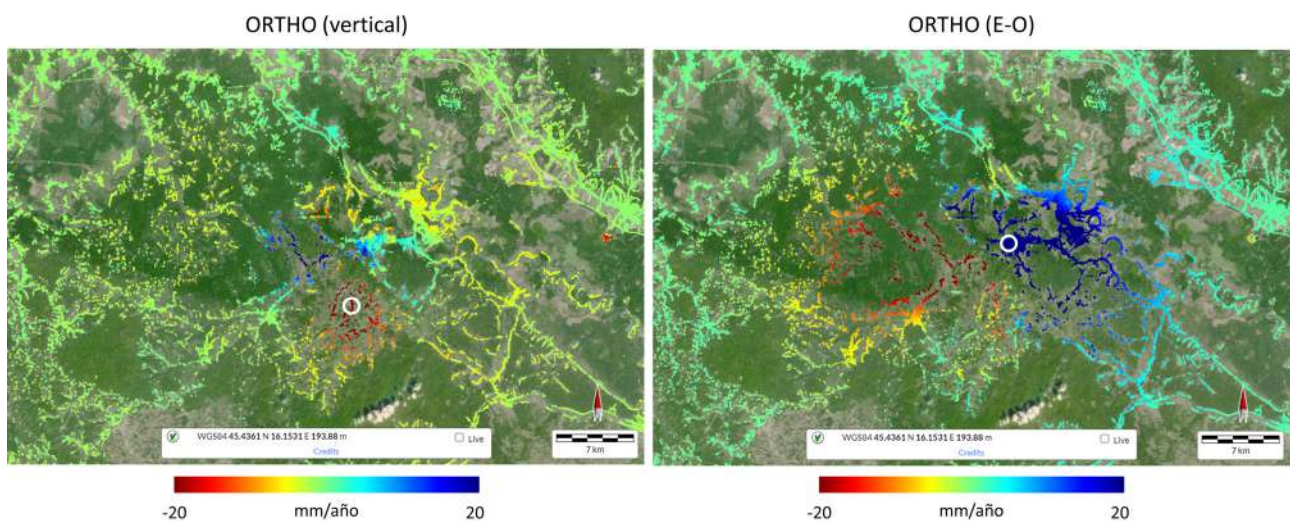 ORTHO (vertical)
ORTHO (E-O)
WGS84 45.4361 N 16.1531 E 193.88 m
Live
Credits
7 km
WGS84 45.4361 N 16.1531 E 193.88 m
Live
Credits
7 km
-20
mm/año
20
-20
mm/año
20